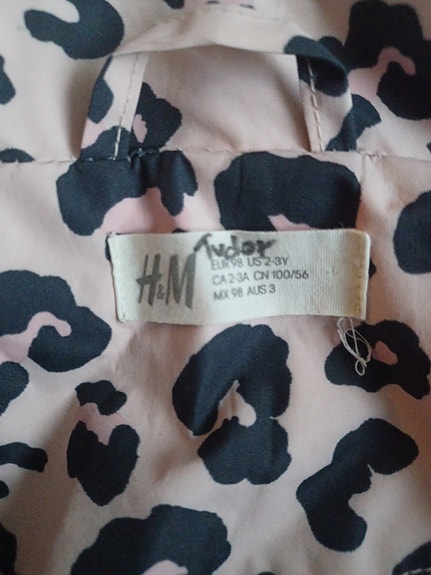 Tudor
H&M
EUR 98 US 2-3Y
CA 2-3A CN 100/56
MX 98 AUS 3